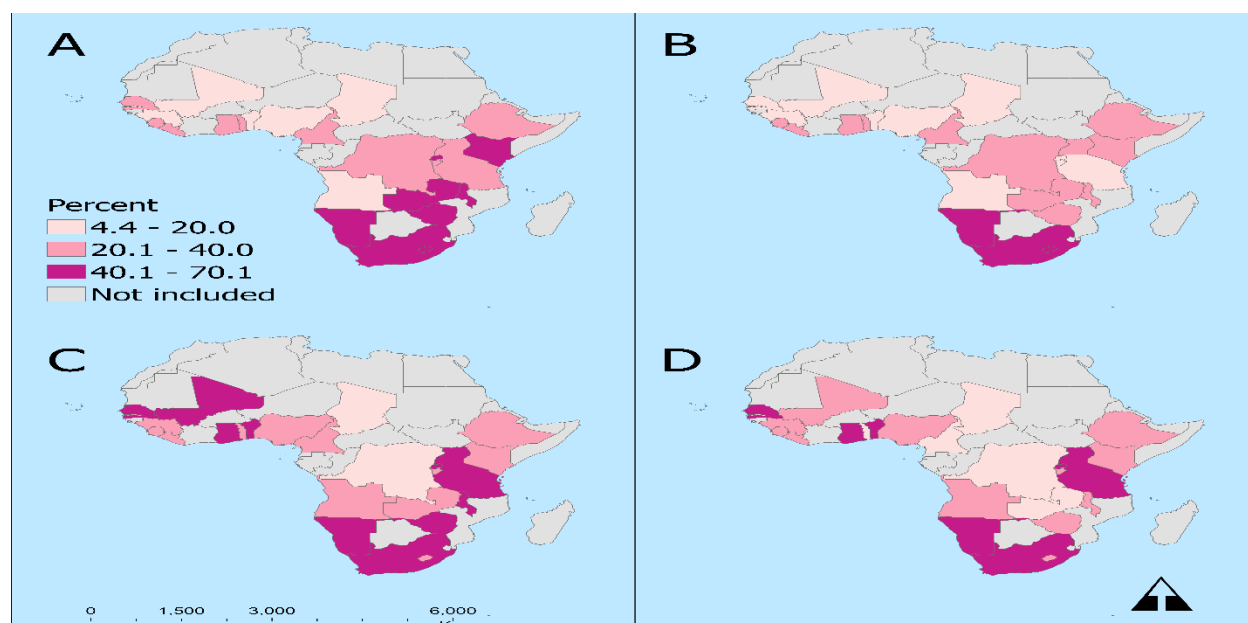 A
B
Percent
4.4 - 20.0
20.1 - 40.0
40.1 - 70.1
Not included
C
D
0 1.500 3.000 6.000